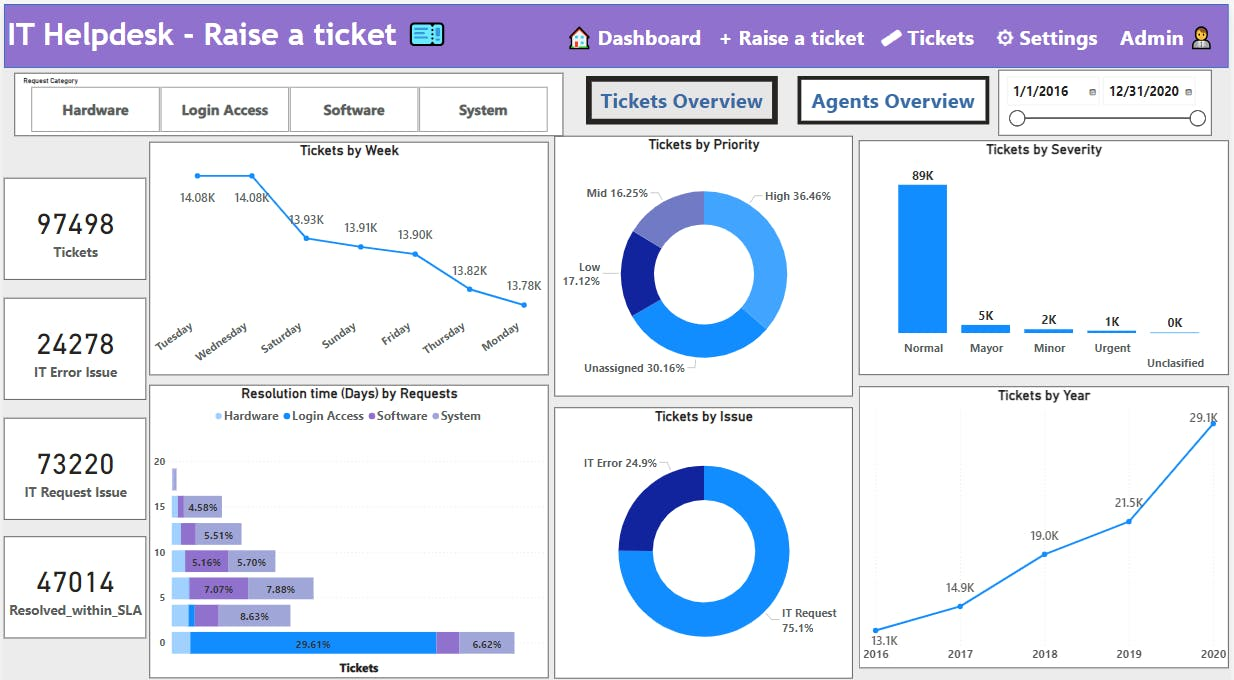 IT Helpdesk - Raise a ticket
Dashboard
+ Raise a ticket
Tickets
Settings
Admin
Request Category
Hardware
Login Access
Software
System
Tickets Overview
Agents Overview
1/1/2016
12/31/2020
97498
Tickets
24278
IT Error Issue
73220
IT Request Issue
47014
Resolved_within_SLA
Tickets by Week
14.08K
14.08K
13.93K
13.91K
13.90K
13.82K
13.78K
Tuesday
Wednesday
Saturday
Sunday
Friday
Thursday
Monday
Tickets by Priority
Mid 16.25%
High 36.46%
Low
17.12%
Unassigned 30.16%
Tickets by Severity
89K
5K
2K
1K
0K
Normal
Mayor
Minor
Urgent
Unclasified
Resolution time (Days) by Requests
Hardware
Login Access
Software
System
20
15
4.58%
5.51%
10
5.16%
5.70%
7.07%
7.88%
5
8.63%
0
29.61%
6.62%
Tickets
Tickets by Issue
IT Error 24.9%
IT Request
75.1%
Tickets by Year
29.1K
21.5K
19.0K
14.9K
13.1K
2016
2017
2018
2019
2020